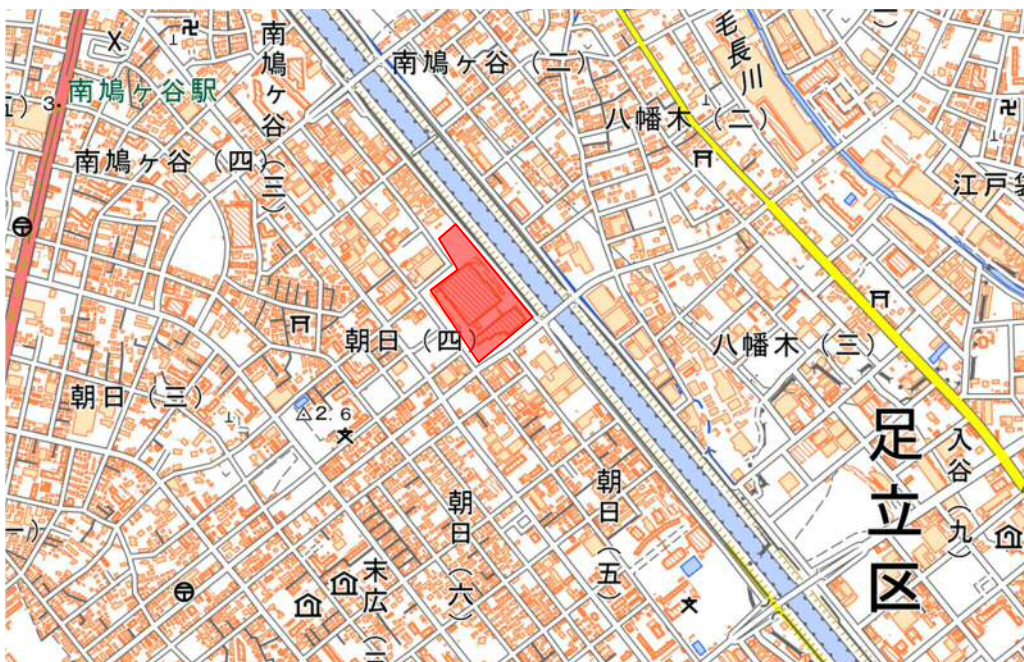 南鳩ヶ谷（二）
毛長川
南鳩ヶ谷（三）
南鳩ヶ谷駅
3.
八幡木（二）
南鳩ヶ谷（四）
江戸袋
朝日（四）
八幡木（三）
朝日（三）
2.6
足立区
入谷（九）
朝日（六）
朝日（五）
末広（二